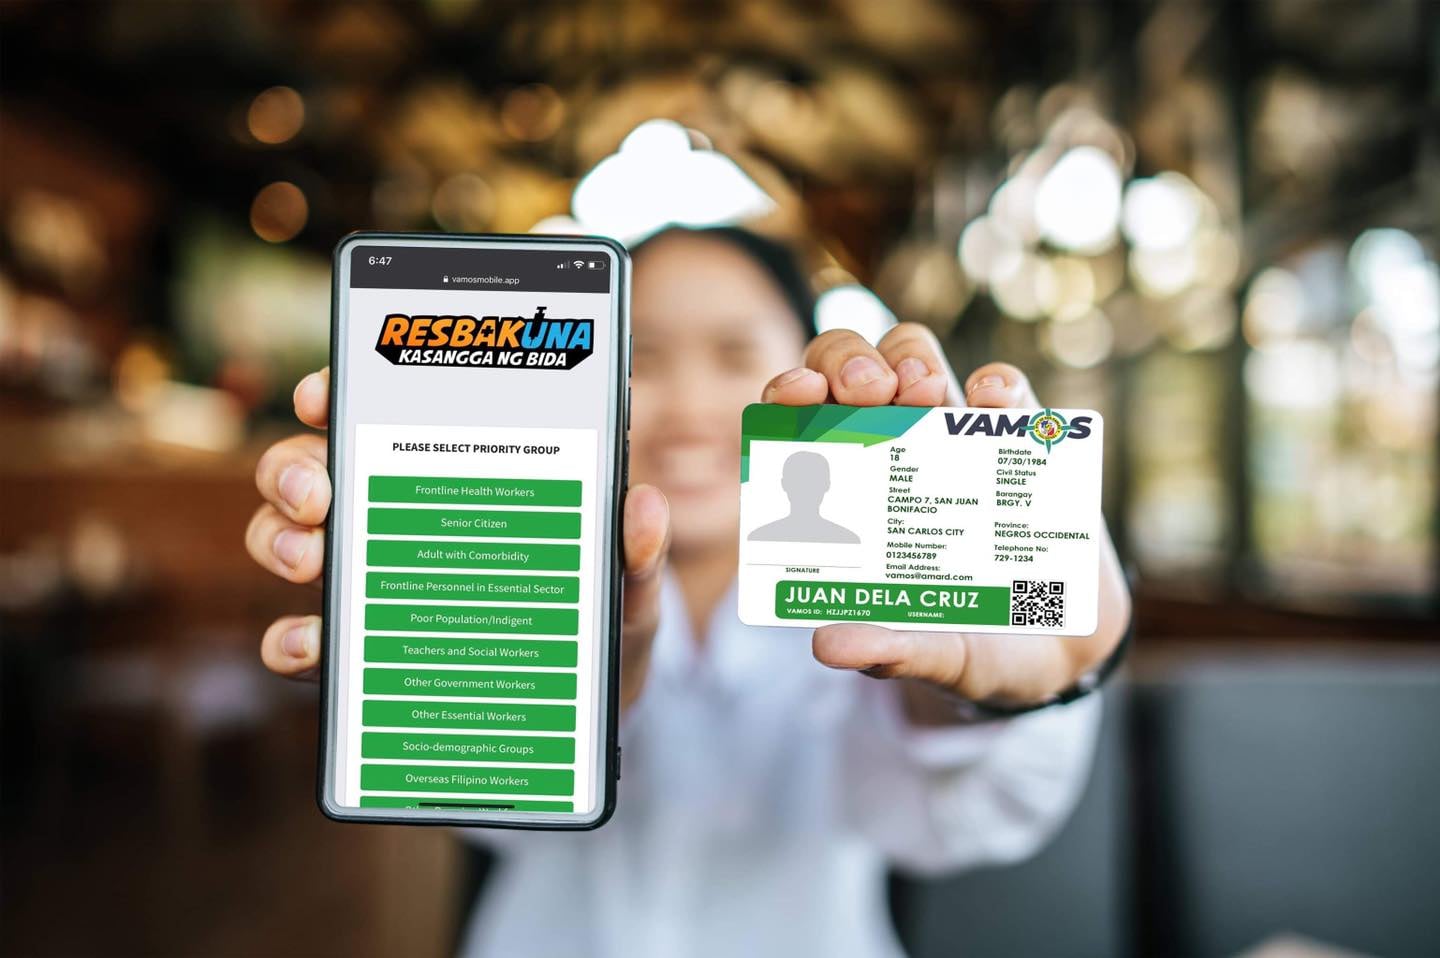 6:47
vamosmobile.app
RESBAKUNA
KASANGGA NG BIDA
PLEASE SELECT PRIORITY GROUP
Frontline Health Workers
Senior Citizen
Adult with Comorbidity
Frontline Personnel in Essential Sector
Poor Population/Indigent
Teachers and Social Workers
Other Government Workers
Other Essential Workers
Socio-demographic Groups
Overseas Filipino Workers
VAMOS
Age
18
Gender
MALE
Street
CAMPO 7, SAN JUAN
BONIFACIO
City:
SAN CARLOS CITY
Mobile Number:
0123456789
Email Address:
vamos@amard.com
Birthdate
07/30/1984
Civil Status
SINGLE
Barangay
BRGY. V
Province:
NEGROS OCCIDENTAL
Telephone No:
729-1234
SIGNATURE
JUAN DELA CRUZ
VAMOS ID: HZJJPZ1670 USERNAME: